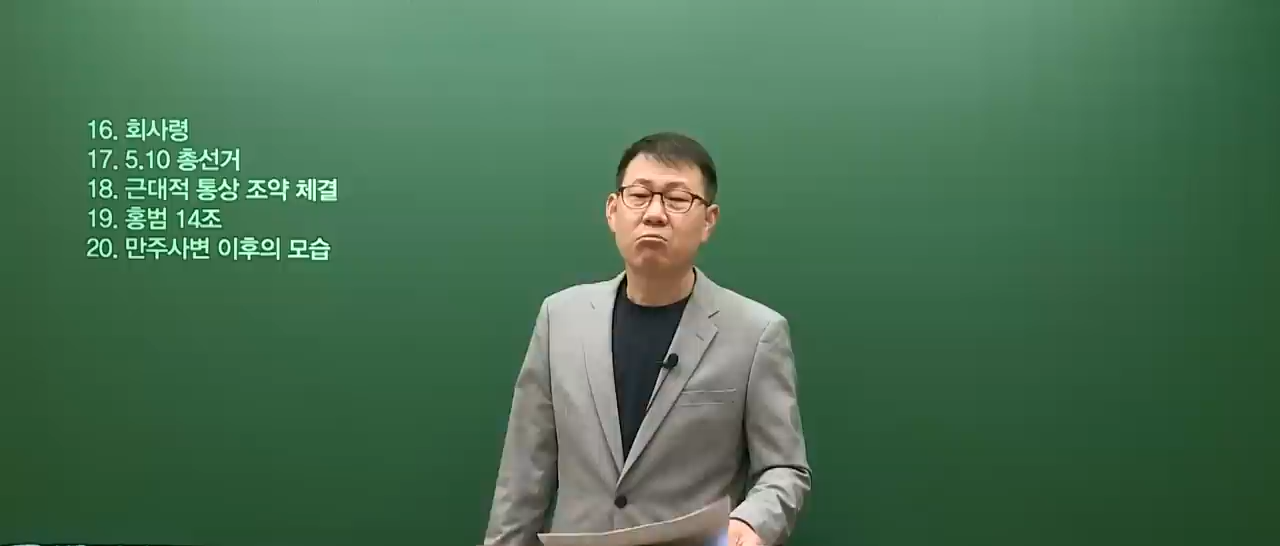 16. 회사령
17. 5.10 총선거
18. 근대적 통상 조약 체결
19. 홍범 14조
20. 만주사변 이후의 모습